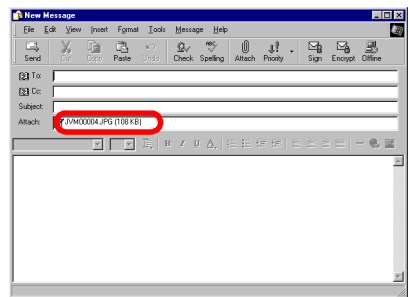 New Message
File Edit View Insert Format Tools Message Help
Send Cut Copy Paste Undo Check Spelling Attach Priority Sign Encrypt Offline
To:
Cc:
Subject:
Attach: JVM00004.JPG (108 KB)
B I U A